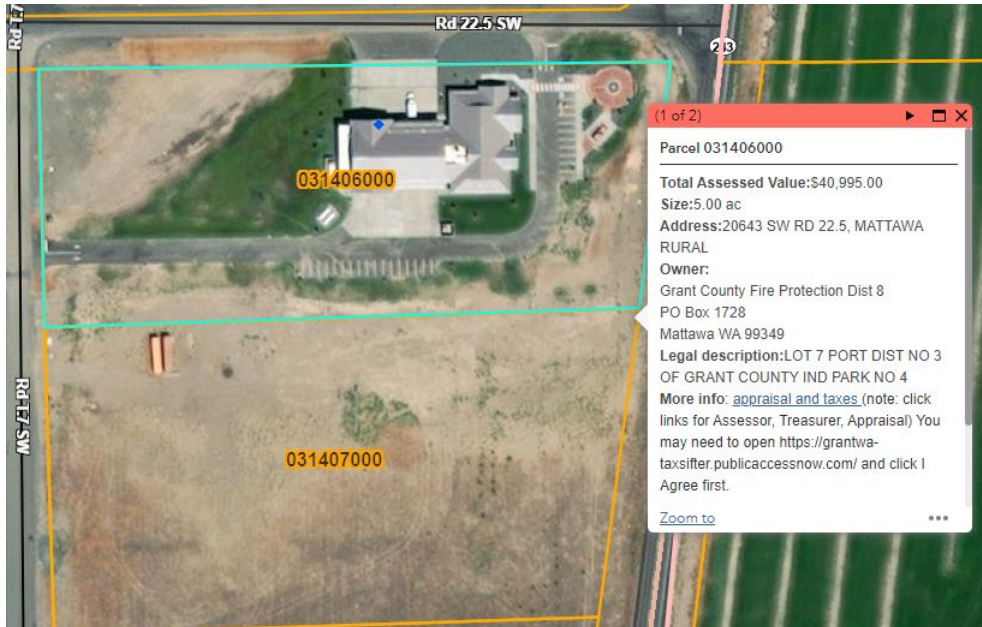 Rd 22.5 SW
Rd I.7
(1 of 2)
Parcel 031406000
Total Assessed Value:$40,995.00
Size:5.00 ac
Address:20643 SW RD 22.5, MATTAWA
RURAL
Owner:
Grant County Fire Protection Dist 8
PO Box 1728
Mattawa WA 99349
Legal description:LOT 7 PORT DIST NO 3
OF GRANT COUNTY IND PARK NO 4
More info: appraisal and taxes (note: click
links for Assessor, Treasurer, Appraisal) You
may need to open https://grantwa-
taxsifter.publicaccessnow.com/ and click I
Agree first.
Zoom to
031406000
Rd I.7 SW
031407000